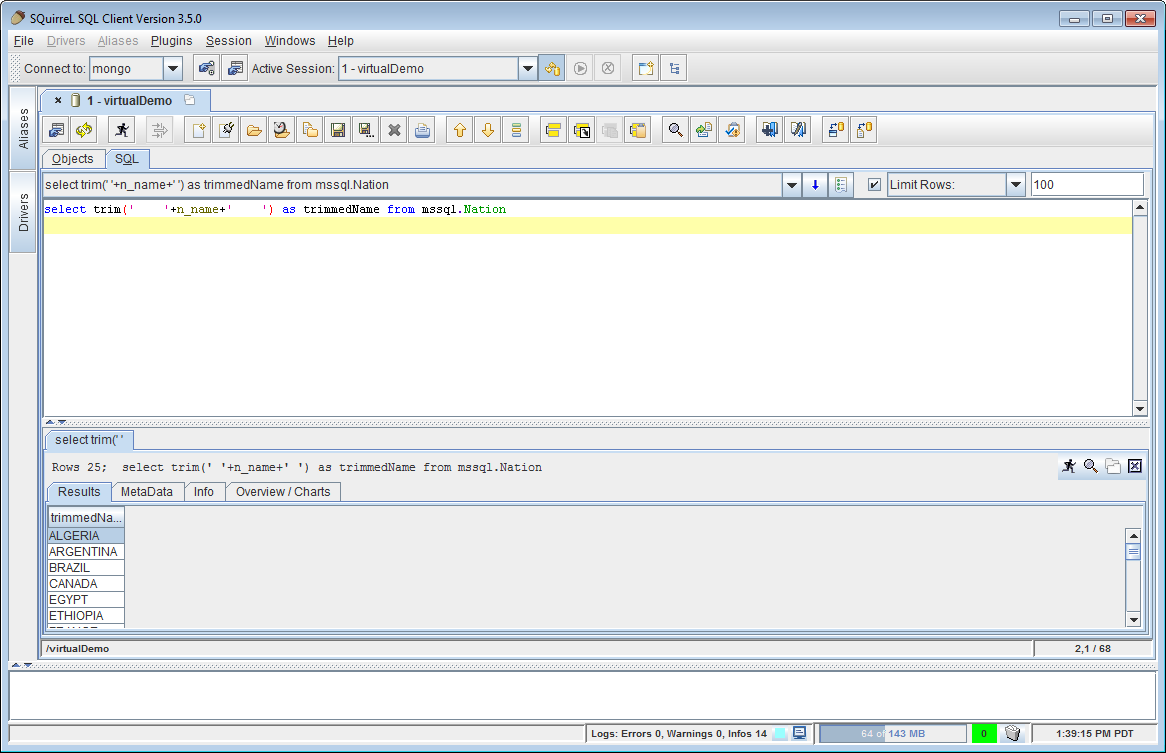 SQuirreL SQL Client Version 3.5.0
File Drivers Aliases Plugins Session Windows Help
Connect to: mongo Active Session: 1 - virtualDemo
Aliases
Drivers
1 - virtualDemo
Objects SQL
select trim(' '+n_name+' ') as trimmedName from mssql.Nation Limit Rows: 100
select trim('    '+n_name+'    ') as trimmedName from mssql.Nation
select trim(' '
Rows 25; select trim(' '+n_name+' ') as trimmedName from mssql.Nation
Results MetaData Info Overview / Charts
trimmedNa...
ALGERIA
ARGENTINA
BRAZIL
CANADA
EGYPT
ETHIOPIA
/virtualDemo 2,1 / 68
Logs: Errors 0, Warnings 0, Infos 14 64 of 143 MB 0 1:39:15 PM PDT